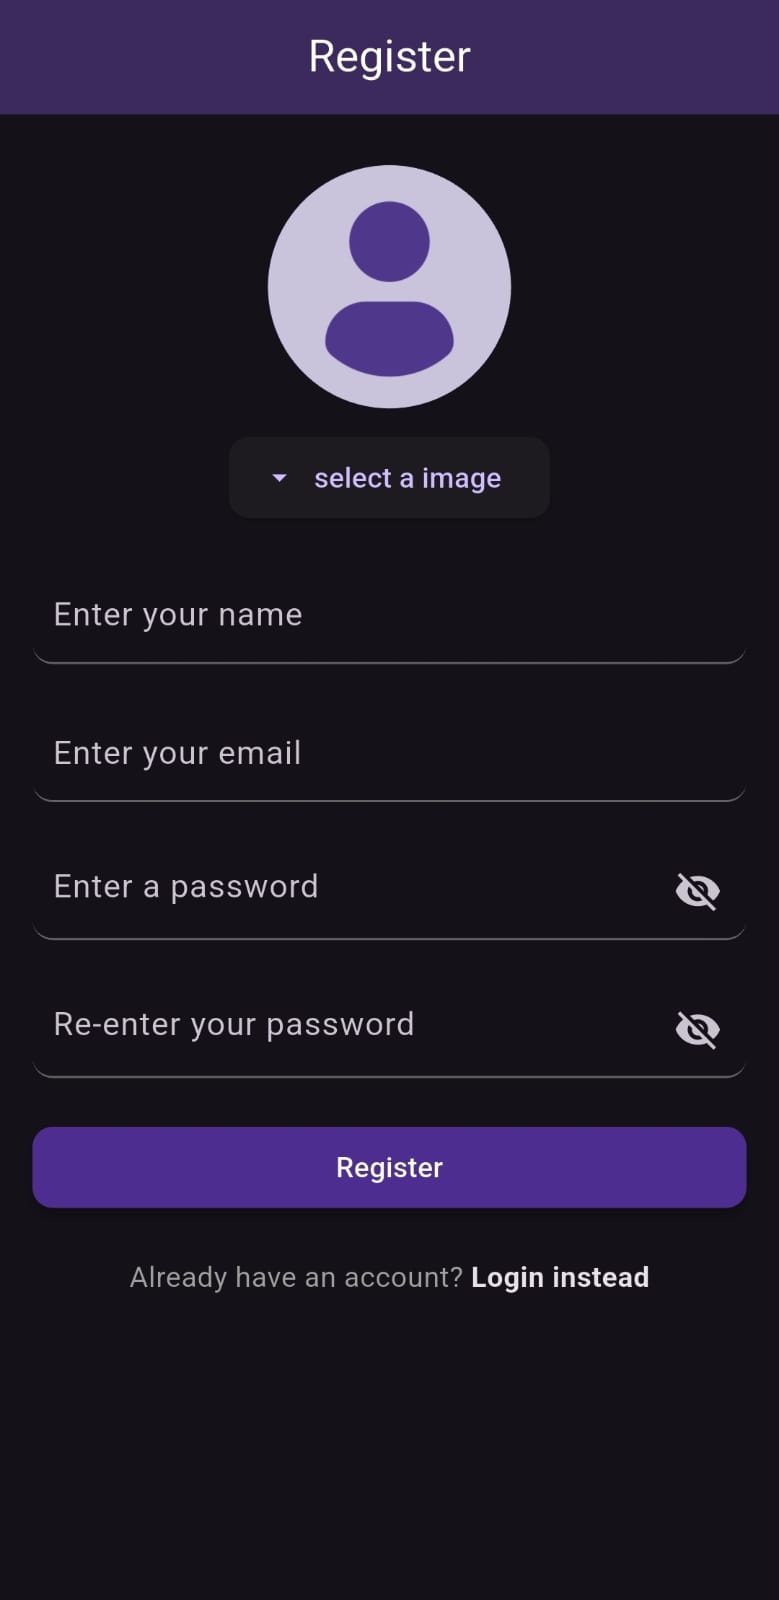 Register
select a image
Enter your name
Enter your email
Enter a password
Re-enter your password
Register
Already have an account? Login instead